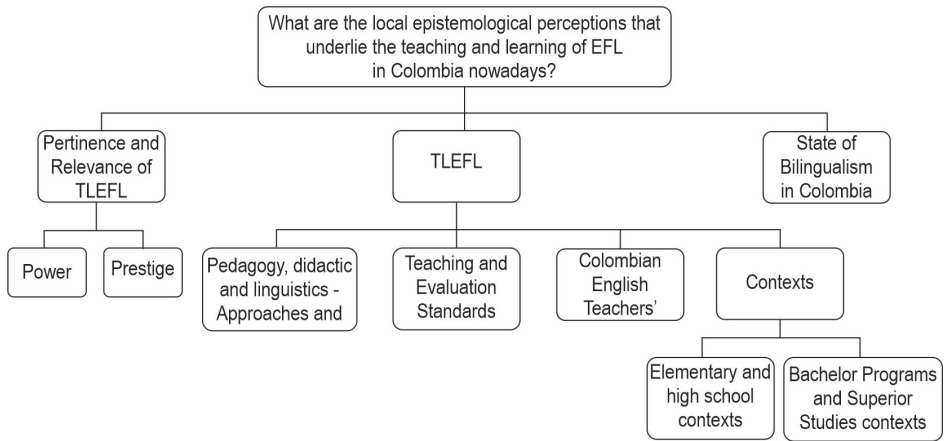 What are the local epistemological perceptions that
underlie the teaching and learning of EFL
in Colombia nowadays?
Pertinence and
Relevance of
TLEFL
TLEFL
State of
Bilingualism
in Colombia
Power
Prestige
Pedagogy, didactic
and linguistics -
Approaches and
Teaching and
Evaluation
Standards
Colombian
English
Teachers’
Contexts
Elementary and
high school
contexts
Bachelor Programs
and Superior
Studies contexts